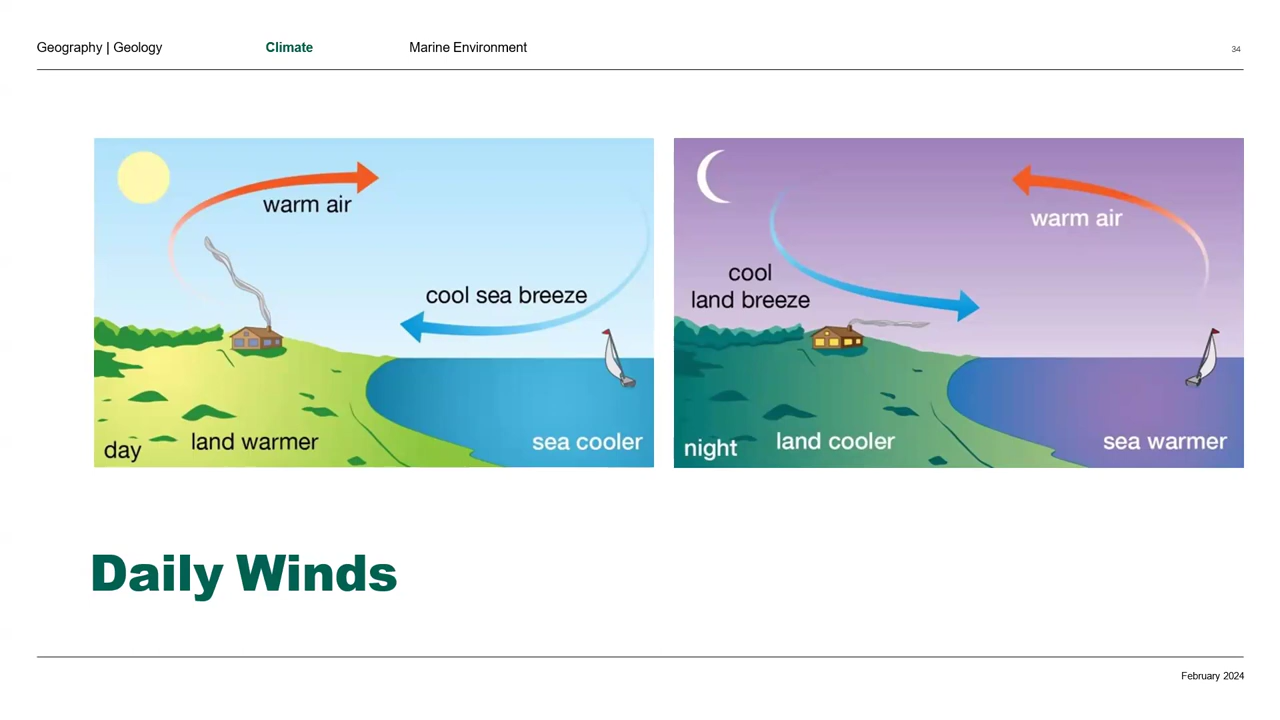 Geography | Geology
Climate
Marine Environment
34
warm air
cool sea breeze
day
land warmer
sea cooler
warm air
cool
land breeze
night
land cooler
sea warmer
Daily Winds
February 2024